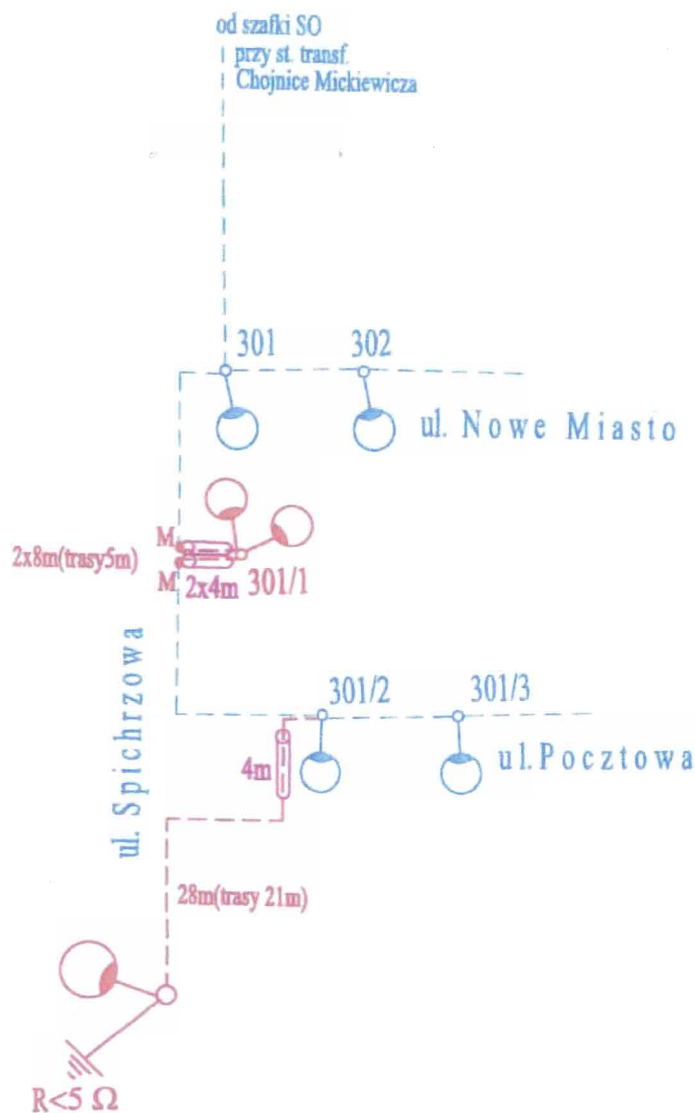 od szafki SO
przy st. transf.
Chojnice Mickiewicza
301
302
ul. Nowe Miasto
M
2x8m(trasy5m)
M
2x4m
301/1
ul. Spichrzowa
301/2
301/3
4m
ul.Pocztowa
28m(trasy 21m)
R<5 Ω